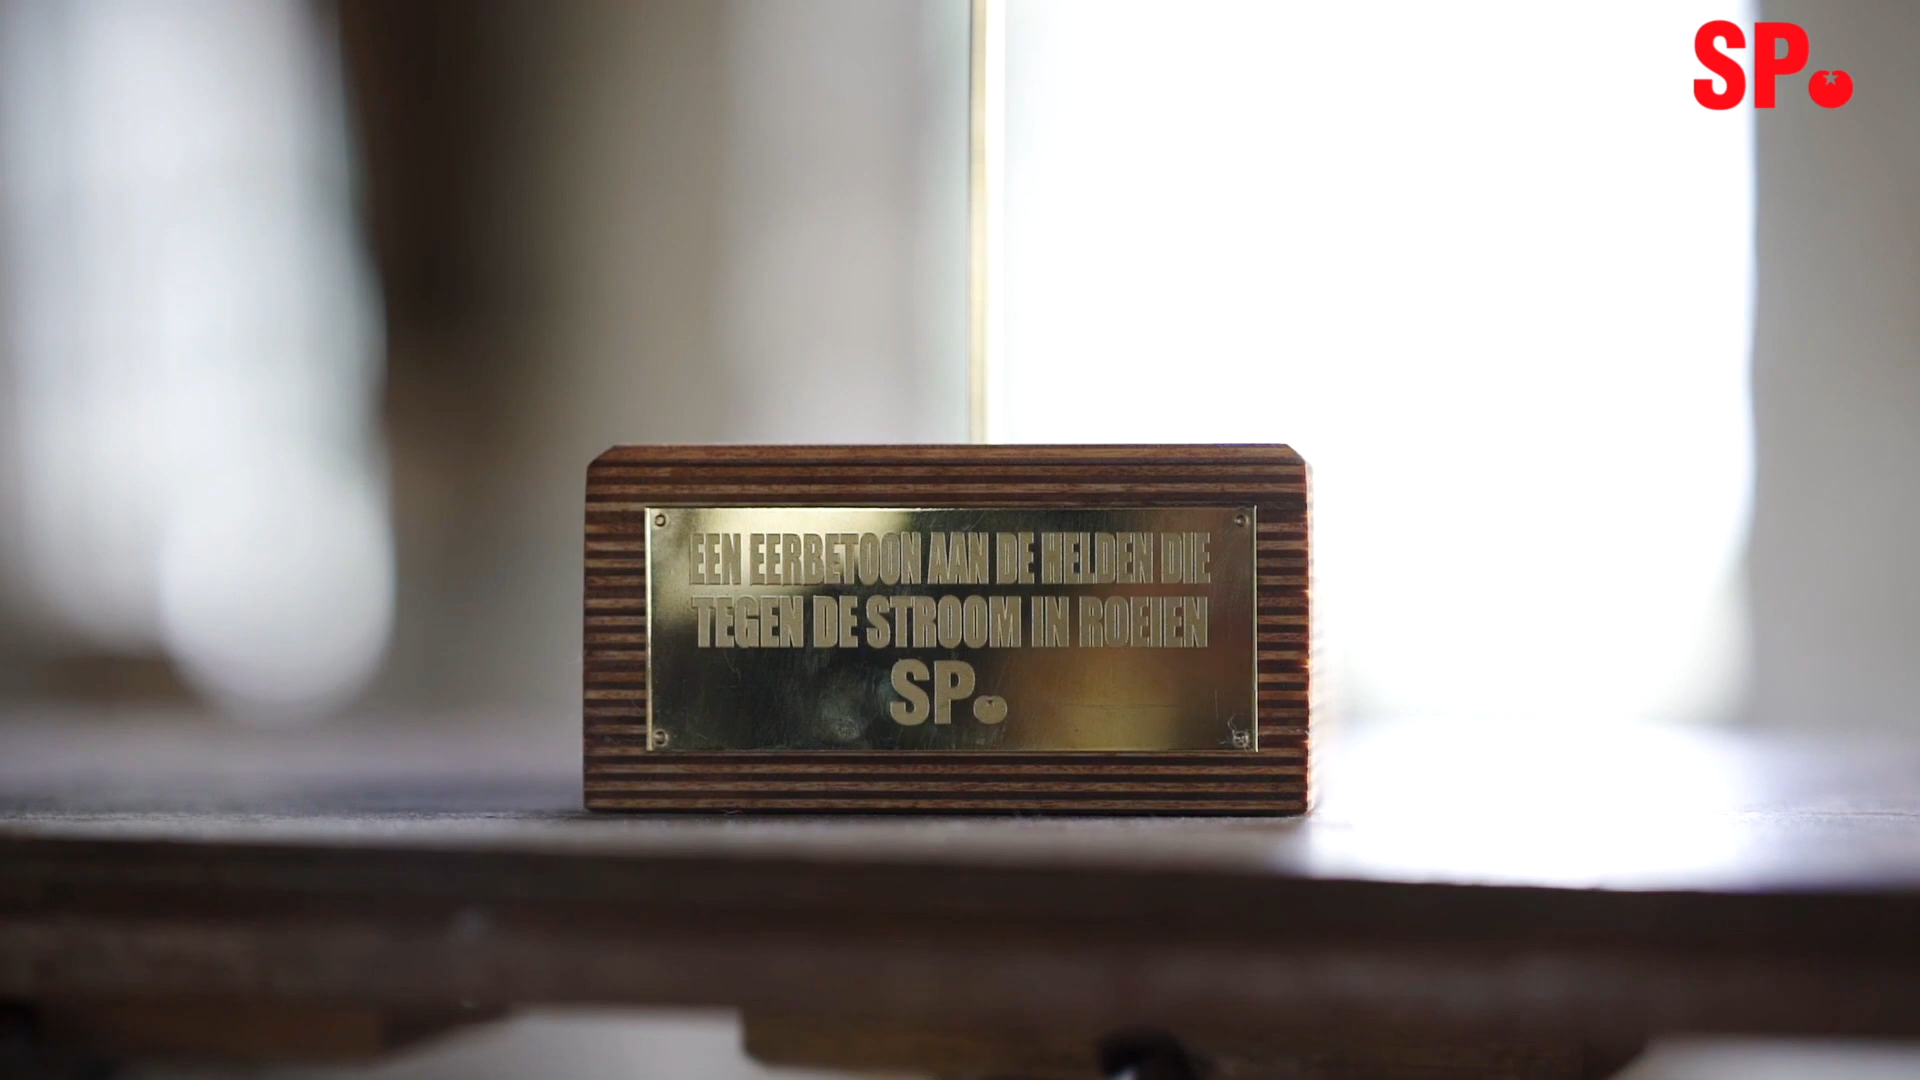 SP
EEN EERBETOON AAN DE HELDEN DIE
TEGEN DE STROOM IN ROEIEN
SP